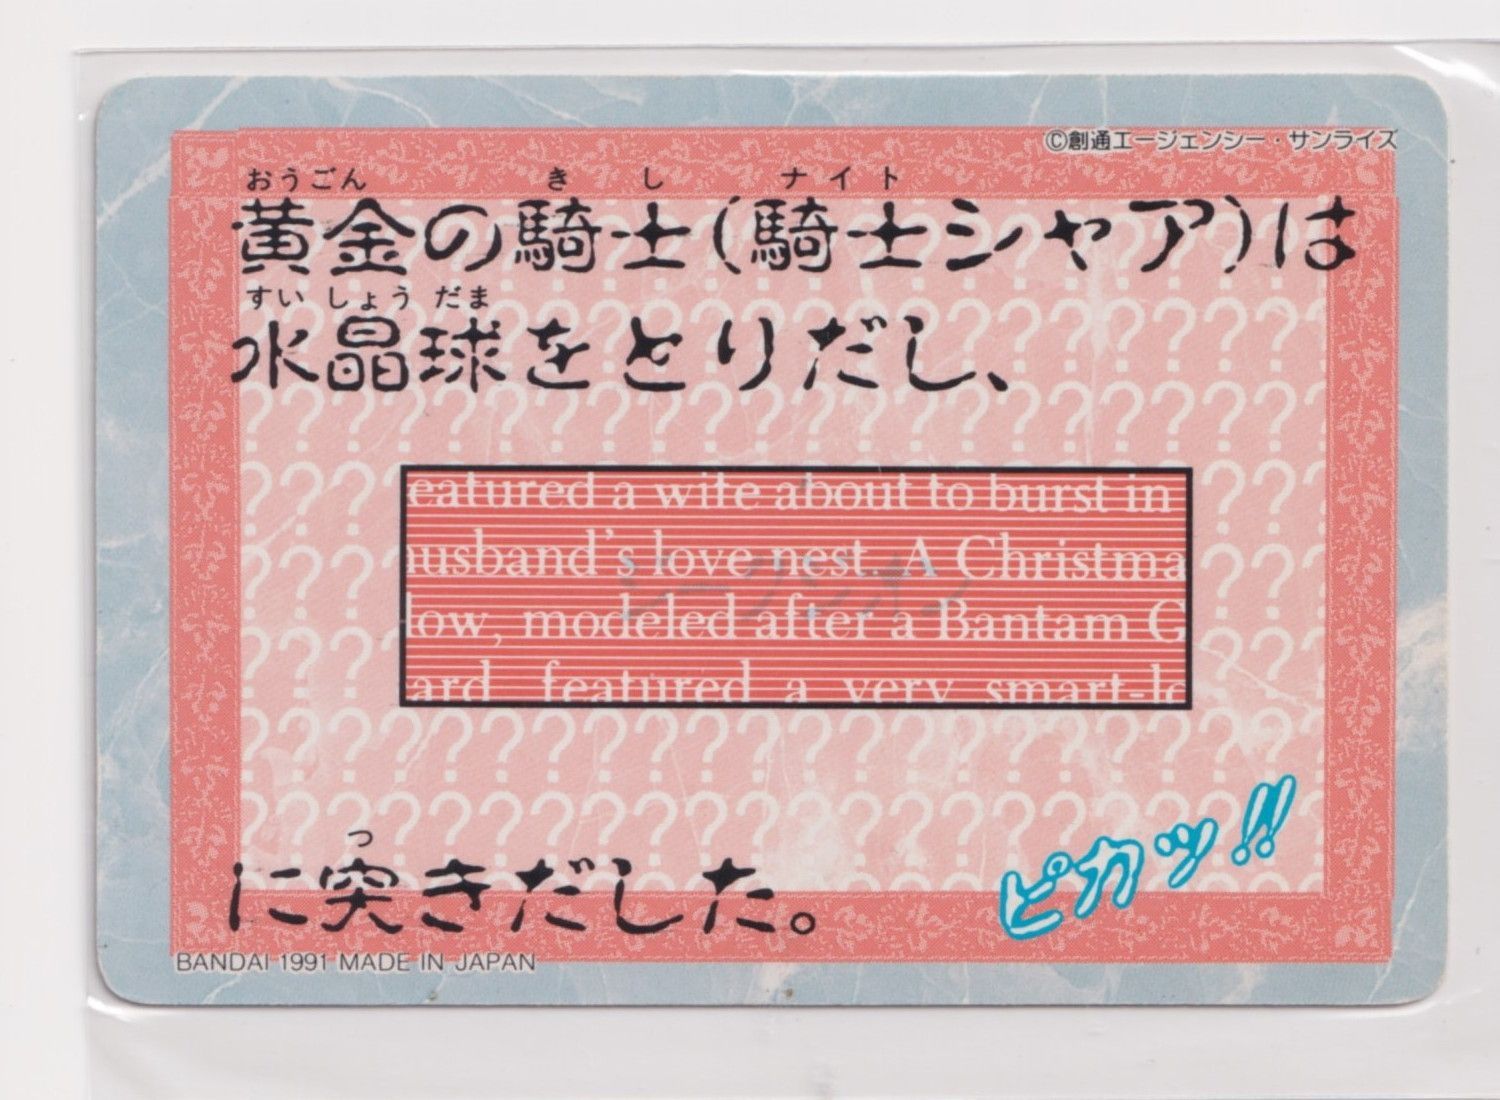 ©創通エージェンシー・サンライズ
おうごん き し ナイト
黄金の騎士(騎士シャア)は
すいしょうだま
水晶球をとりだし、
eatured a wife about to burst in
husband's love nest. A Christma
low, modeled after a Bantam G
ard, featured a very smart-lo
つ
に突きだした。
ピカッ!!
BANDAI 1991 MADE IN JAPAN